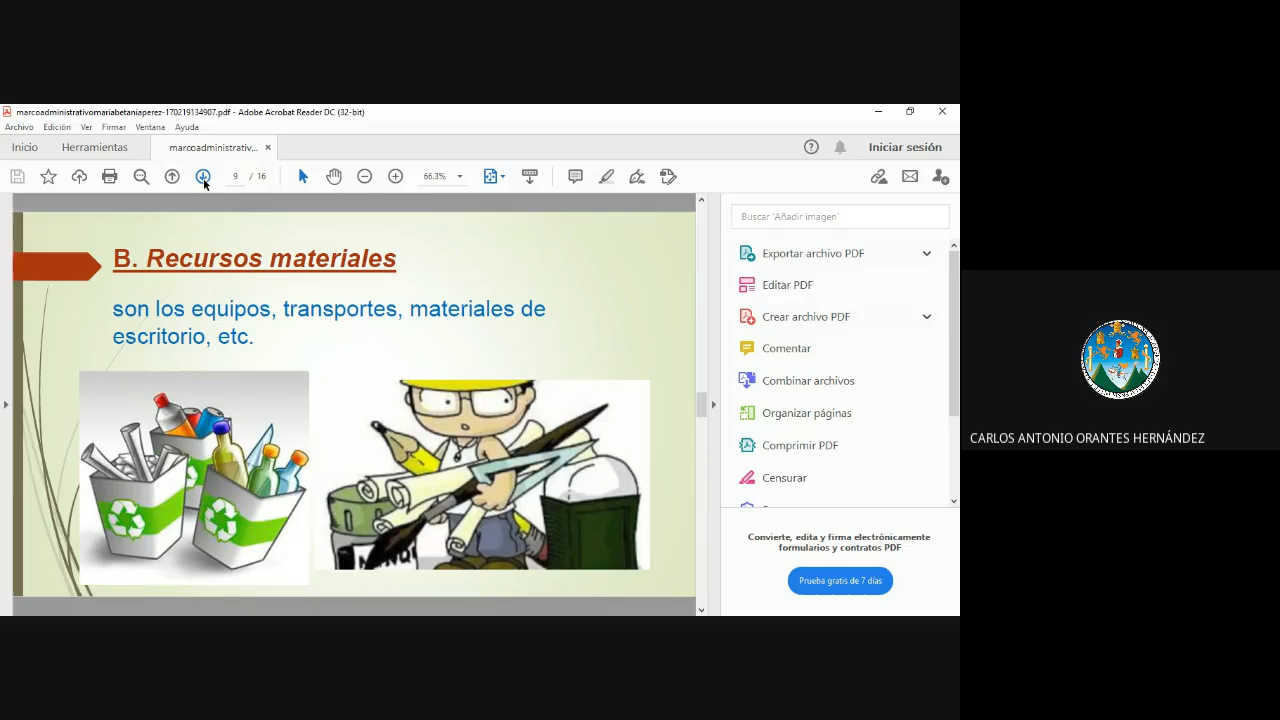 marcoadministrativomariabetaniaperez-170219134907.pdf - Adobe Acrobat Reader DC (32-bit)
Archivo Edición Ver Firmar Ventana Ayuda
Inicio Herramientas marcoadministrativ... × Iniciar sesión
9 / 16 66.3%
B. Recursos materiales
son los equipos, transportes, materiales de
escritorio, etc.
Buscar 'Añadir imagen'
Exportar archivo PDF
Editar PDF
Crear archivo PDF
Comentar
Combinar archivos
Organizar páginas
Comprimir PDF
Censurar
Convierte, edita y firma electrónicamente
formularios y contratos PDF
Prueba gratis de 7 días
CARLOS ANTONIO ORANTES HERNÁNDEZ